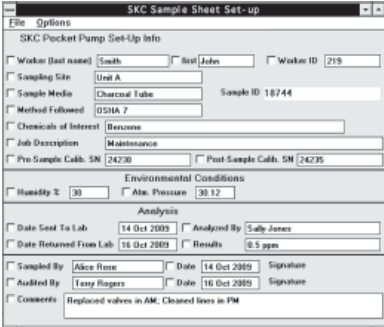 SKC Sample Sheet Set-up
File Options
SKC Pocket Pump Set-Up Info
Worker (last name) Smith first John Worker ID 219
Sampling Site Unit A
Sample Media Charcoal Tube Sample ID 18744
Method Followed OSHA 7
Chemicals of Interest Benzene
Job Description Maintenance
Pre-Sample Calib. SN 24230 Post-Sample Calib. SN 24235
Environmental Conditions
Humidity % 30 Atm. Pressure 30.12
Analysis
Date Sent To Lab 14 Oct 2009 Analyzed By Sally Jones
Date Returned From Lab 16 Oct 2009 Results 0.5 ppm
Sampled By Alice Rose Date 14 Oct 2009 Signature
Audited By Terry Rogers Date 16 Oct 2009 Signature
Comments Replaced valves in AM; Cleaned lines in PM